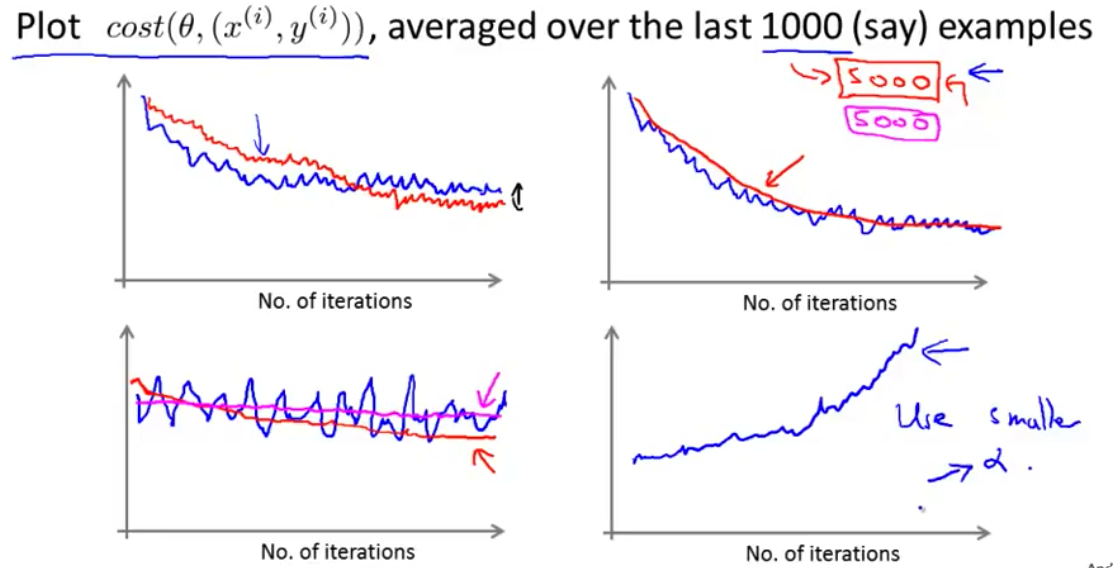 Plot cost(θ, (x⁽ⁱ⁾, y⁽ⁱ⁾)), averaged over the last 1000 (say) examples
5000
5000
No. of iterations
No. of iterations
Use smaller
α .
No. of iterations
No. of iterations